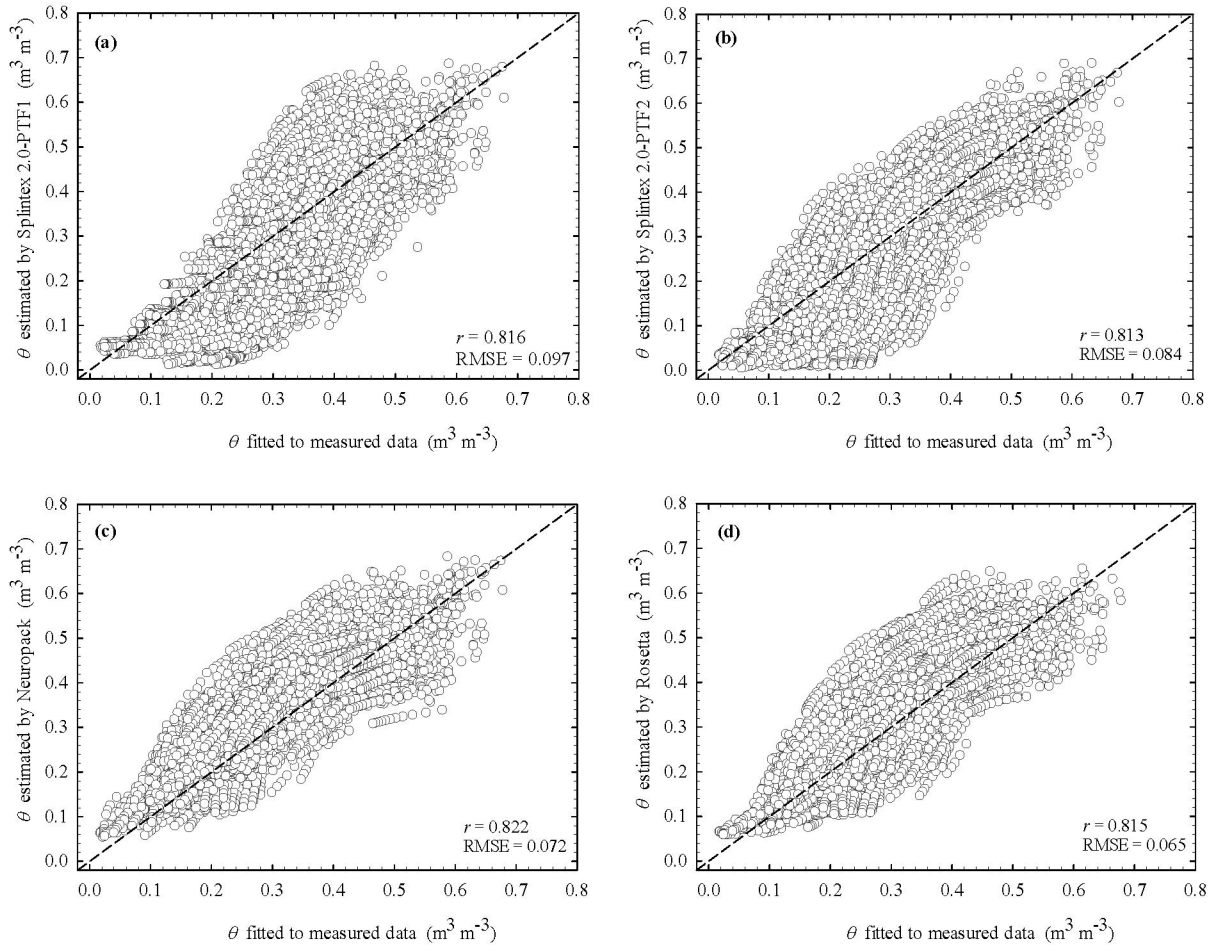 (a)
0.8
0.7
0.6
0.5
0.4
0.3
0.2
0.1
0.0
θ estimated by Splintex 2.0-PTF1 (m³ m⁻³)
r = 0.816
RMSE = 0.097
0.0 0.1 0.2 0.3 0.4 0.5 0.6 0.7 0.8
θ fitted to measured data (m³ m⁻³)
(b)
0.8
0.7
0.6
0.5
0.4
0.3
0.2
0.1
0.0
θ estimated by Splintex 2.0-PTF2 (m³ m⁻³)
r = 0.813
RMSE = 0.084
0.0 0.1 0.2 0.3 0.4 0.5 0.6 0.7 0.8
θ fitted to measured data (m³ m⁻³)
(c)
0.8
0.7
0.6
0.5
0.4
0.3
0.2
0.1
0.0
θ estimated by Neuropack (m³ m⁻³)
r = 0.822
RMSE = 0.072
0.0 0.1 0.2 0.3 0.4 0.5 0.6 0.7 0.8
θ fitted to measured data (m³ m⁻³)
(d)
0.8
0.7
0.6
0.5
0.4
0.3
0.2
0.1
0.0
θ estimated by Rosetta (m³ m⁻³)
r = 0.815
RMSE = 0.065
0.0 0.1 0.2 0.3 0.4 0.5 0.6 0.7 0.8
θ fitted to measured data (m³ m⁻³)